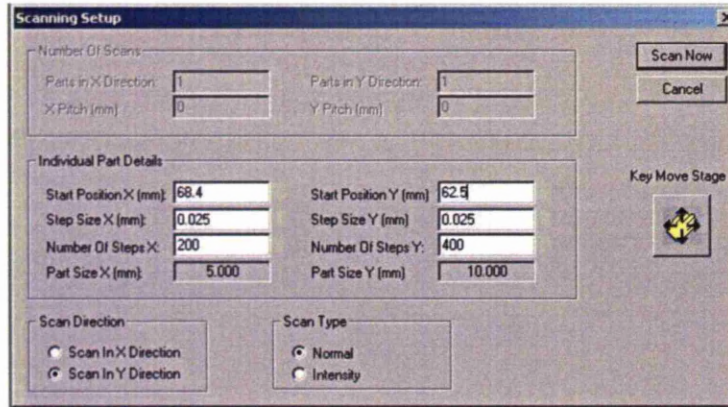 Scanning Setup
Number Of Scans
Parts in X Direction: 1 Parts in Y Direction: 1
X Pitch (mm) 0 Y Pitch (mm) 0
Scan Now
Cancel
Individual Part Details
Start Position X (mm): 68.4 Start Position Y (mm) 62.5
Step Size X (mm): 0.025 Step Size Y (mm) 0.025
Number Of Steps X: 200 Number Of Steps Y: 400
Part Size X (mm): 5.000 Part Size Y (mm) 10.000
Key Move Stage
Scan Direction
Scan In X Direction
Scan In Y Direction
Scan Type
Normal
Intensity